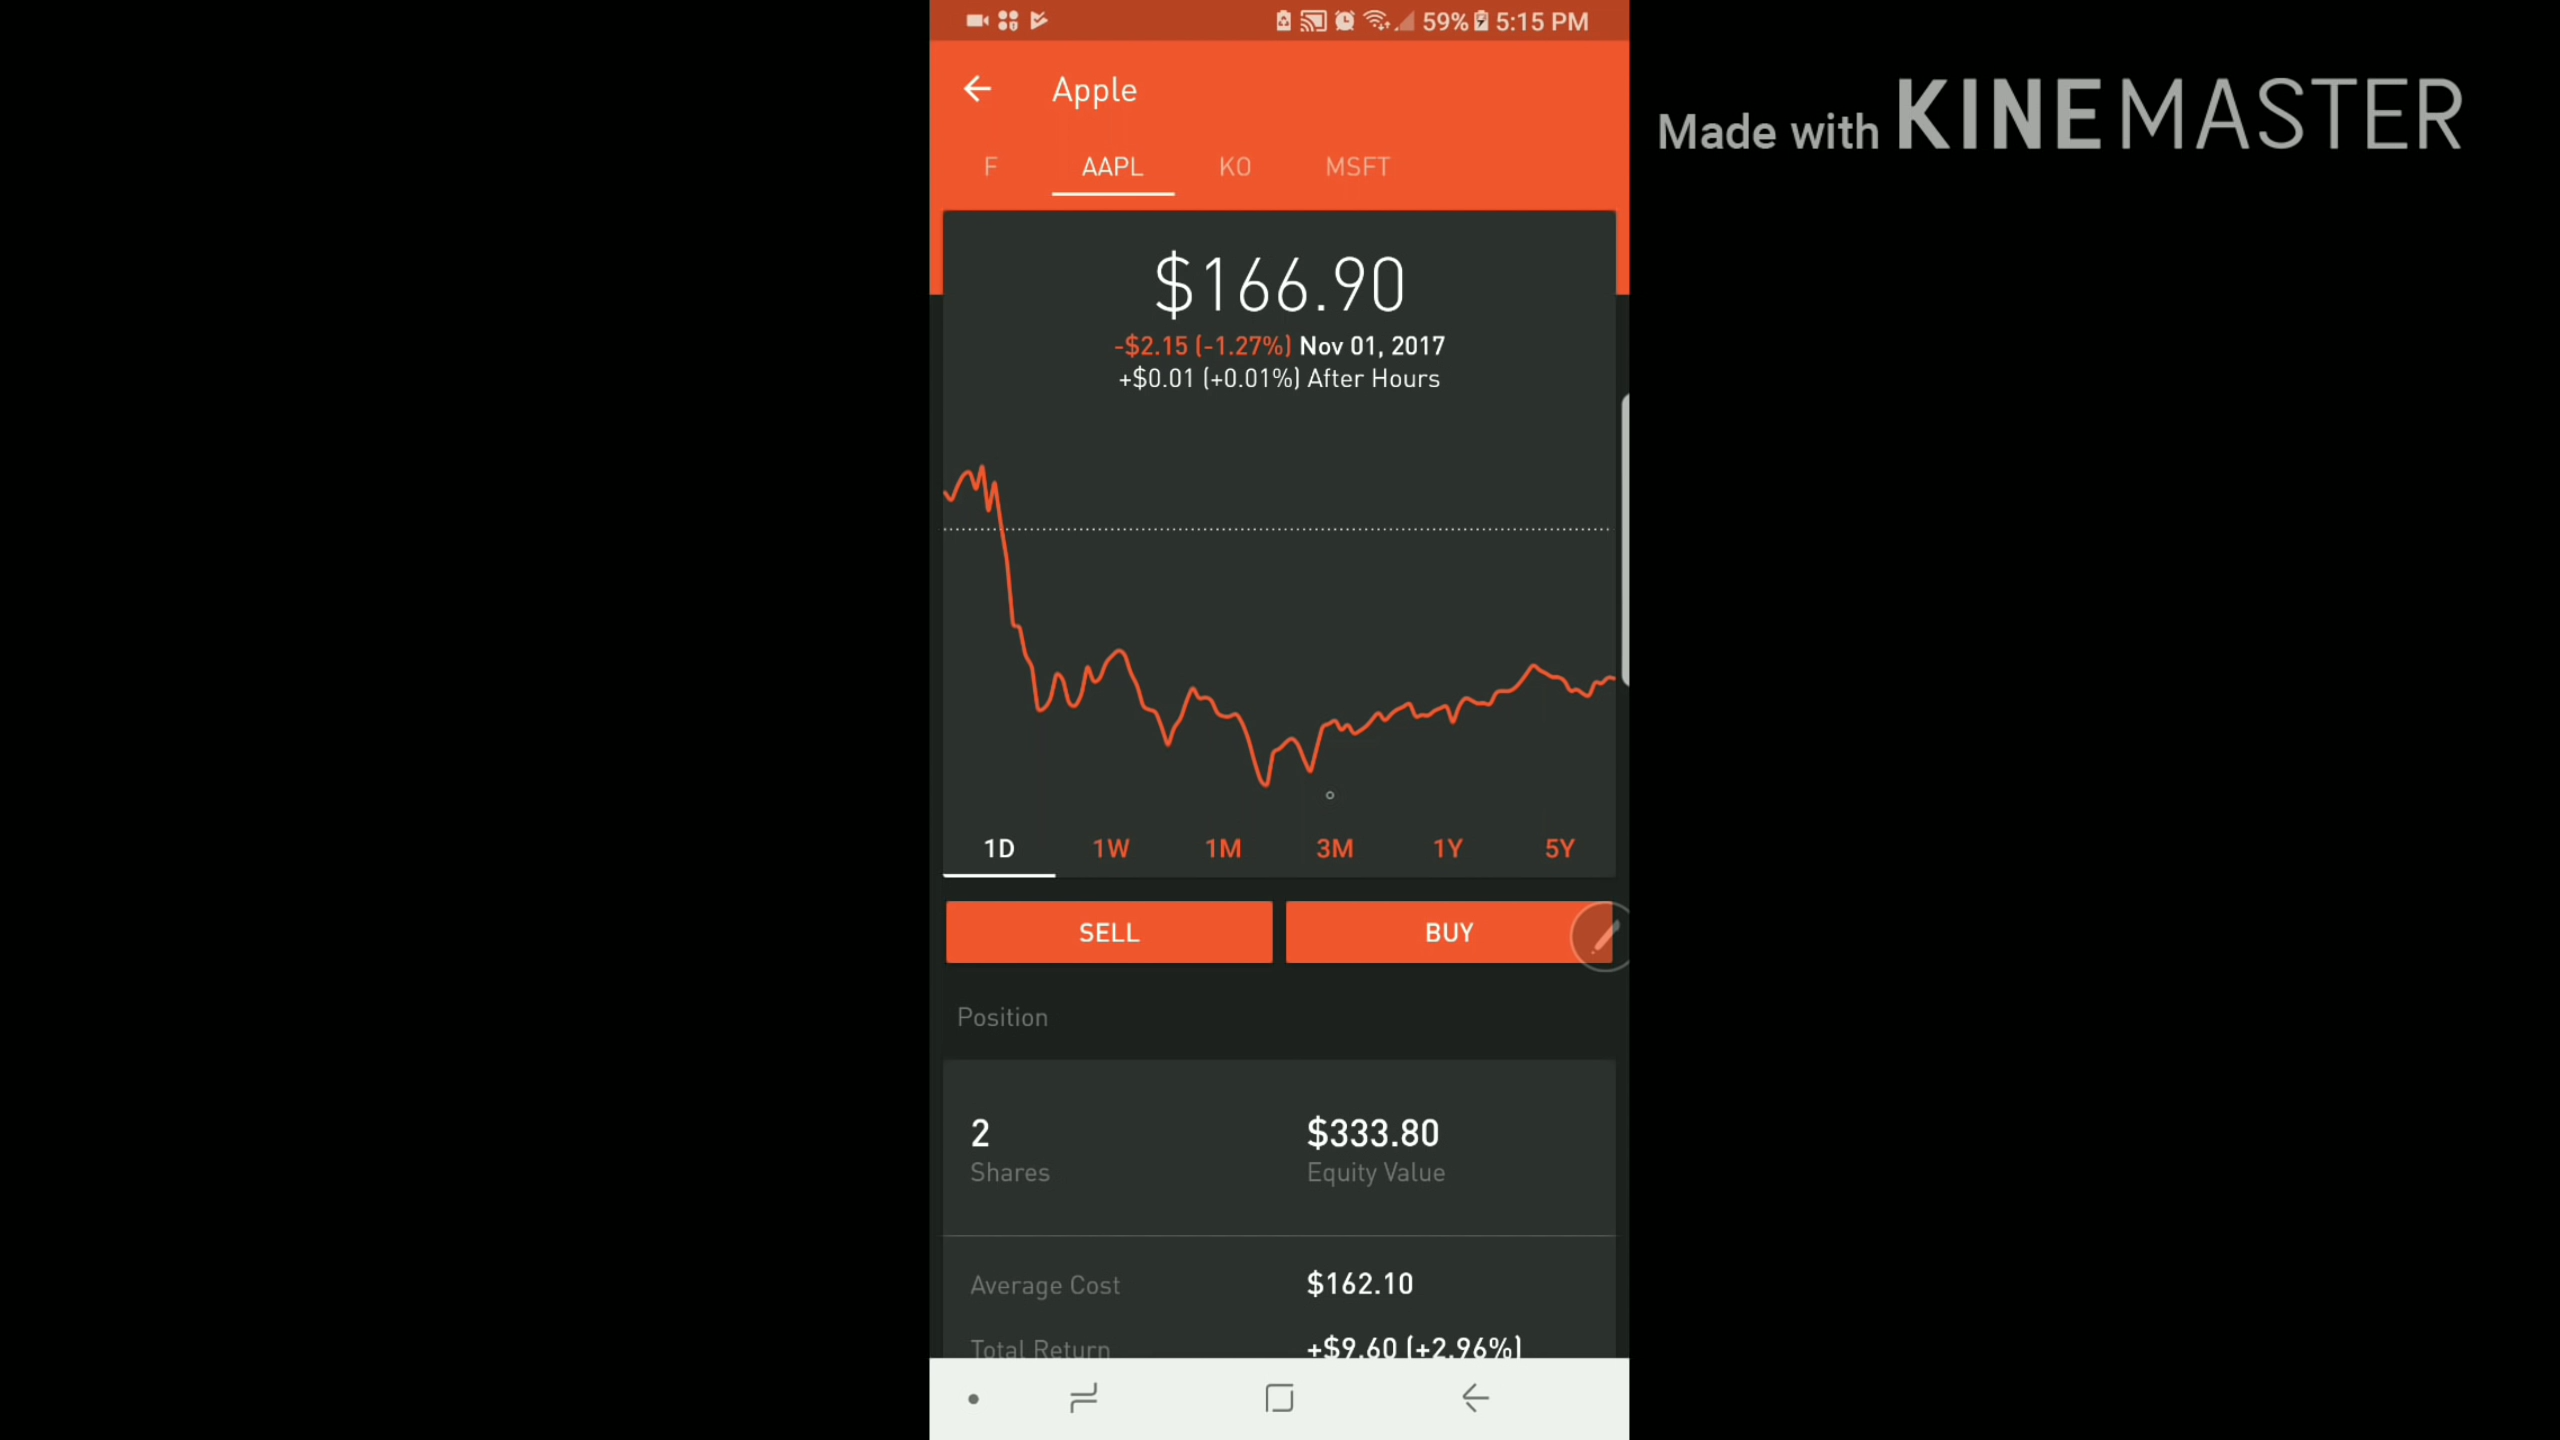 59% 5:15 PM
Apple
Made with KINEMASTER
F AAPL KO MSFT
$166.90
-$2.15 (-1.27%) Nov 01, 2017
+$0.01 (+0.01%) After Hours
1D 1W 1M 3M 1Y 5Y
SELL BUY
Position
2 $333.80
Shares Equity Value
Average Cost $162.10
Total Return +$9.60 (+2.96%)